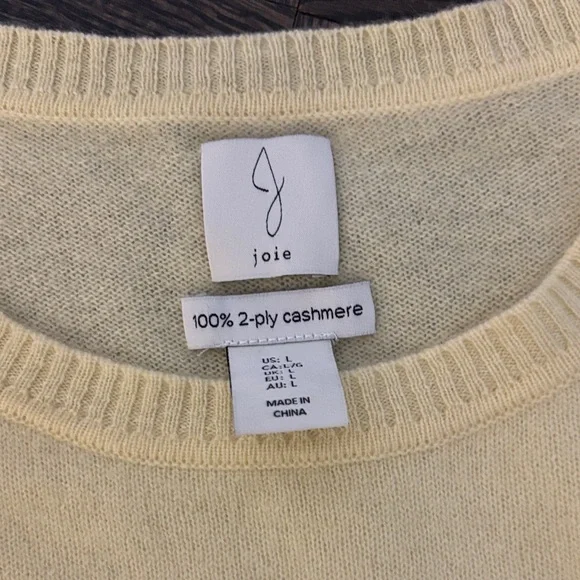 joie
100% 2-ply cashmere
US: L
CA: L/G
UK: L
EU: L
AU: L
MADE IN
CHINA